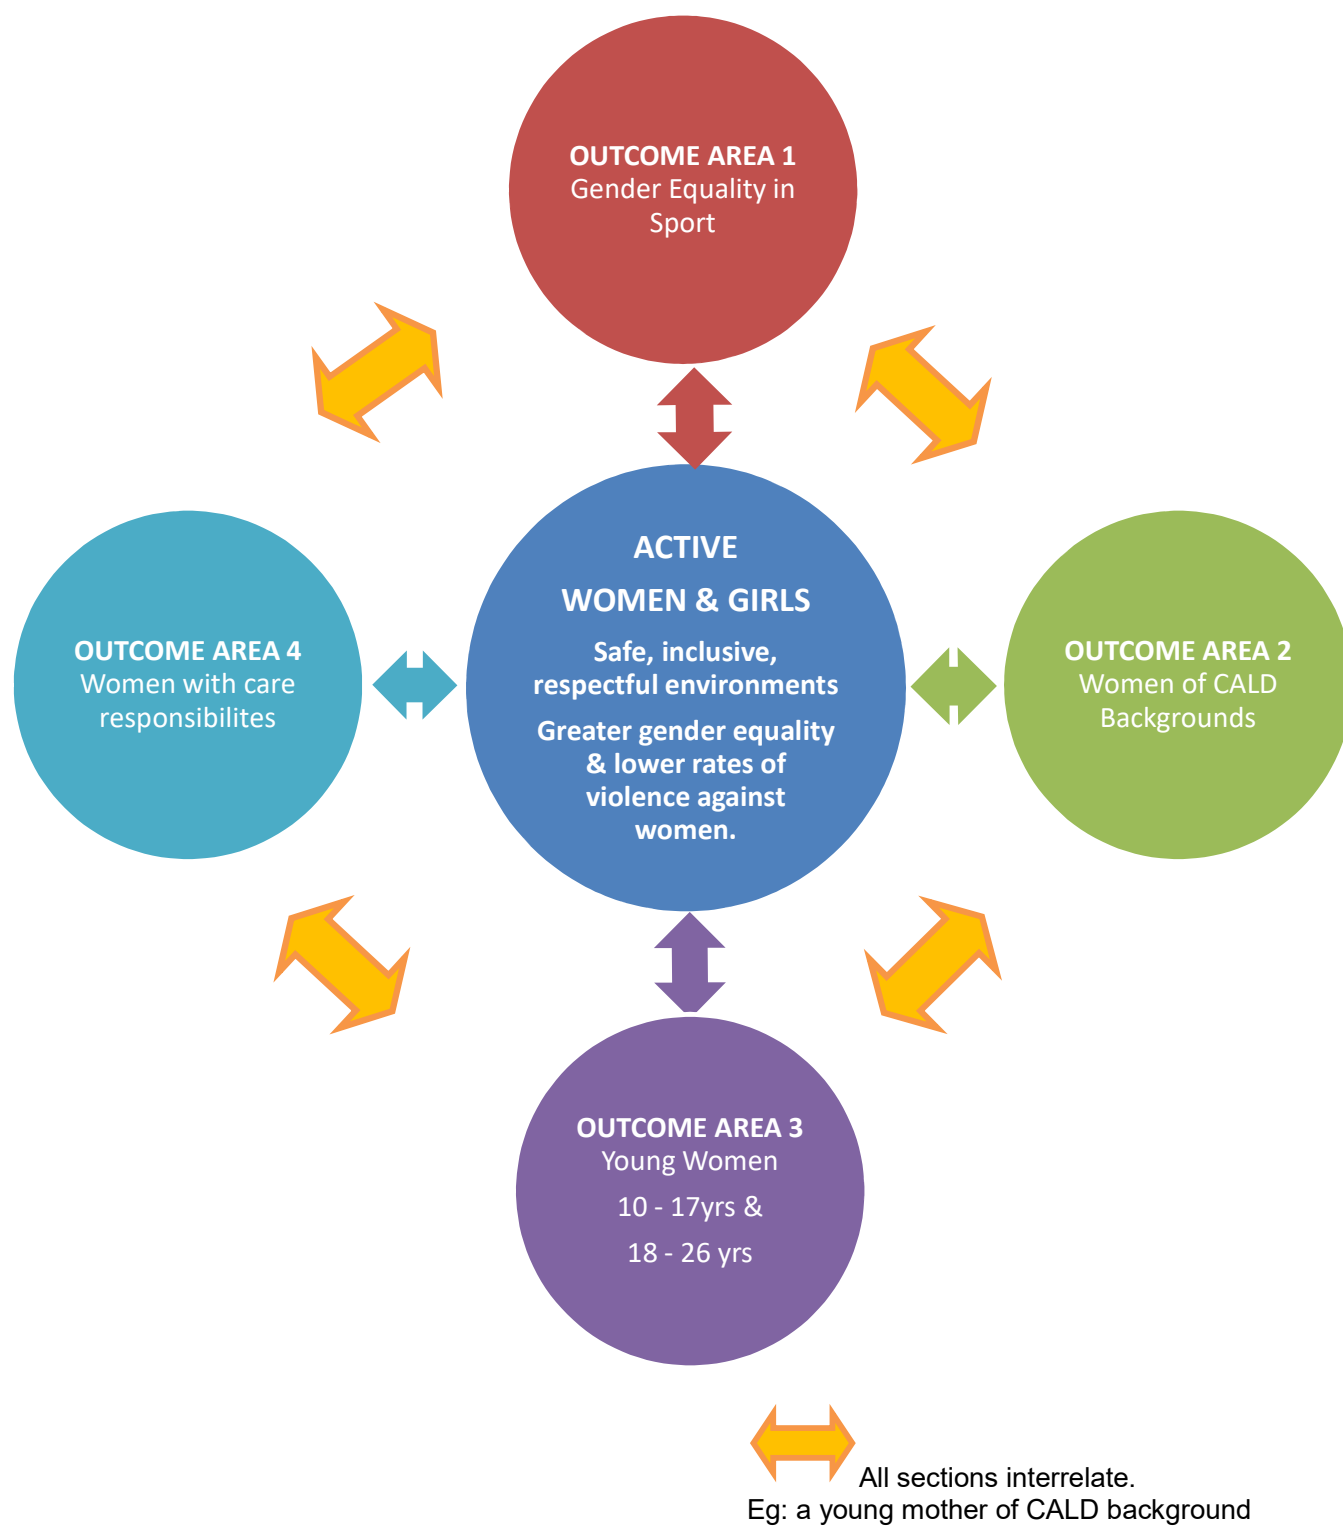 OUTCOME AREA 1
Gender Equality in
Sport
ACTIVE
WOMEN & GIRLS
Safe, inclusive,
respectful environments
Greater gender equality
& lower rates of
violence against
women.
OUTCOME AREA 4
Women with care
responsibilites
OUTCOME AREA 2
Women of CALD
Backgrounds
OUTCOME AREA 3
Young Women
10 - 17yrs &
18 - 26 yrs
All sections interrelate.
Eg: a young mother of CALD background